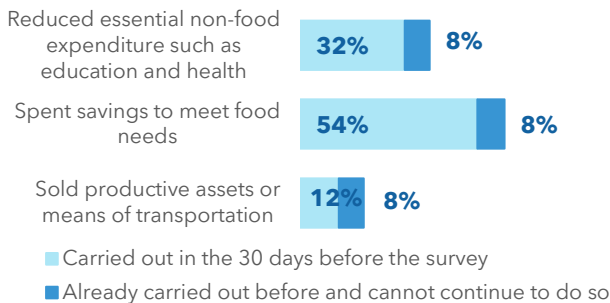 Reduced essential non-food
expenditure such as
education and health
32%
8%
Spent savings to meet food
needs
54%
8%
Sold productive assets or
means of transportation
12%
8%
Carried out in the 30 days before the survey
Already carried out before and cannot continue to do so